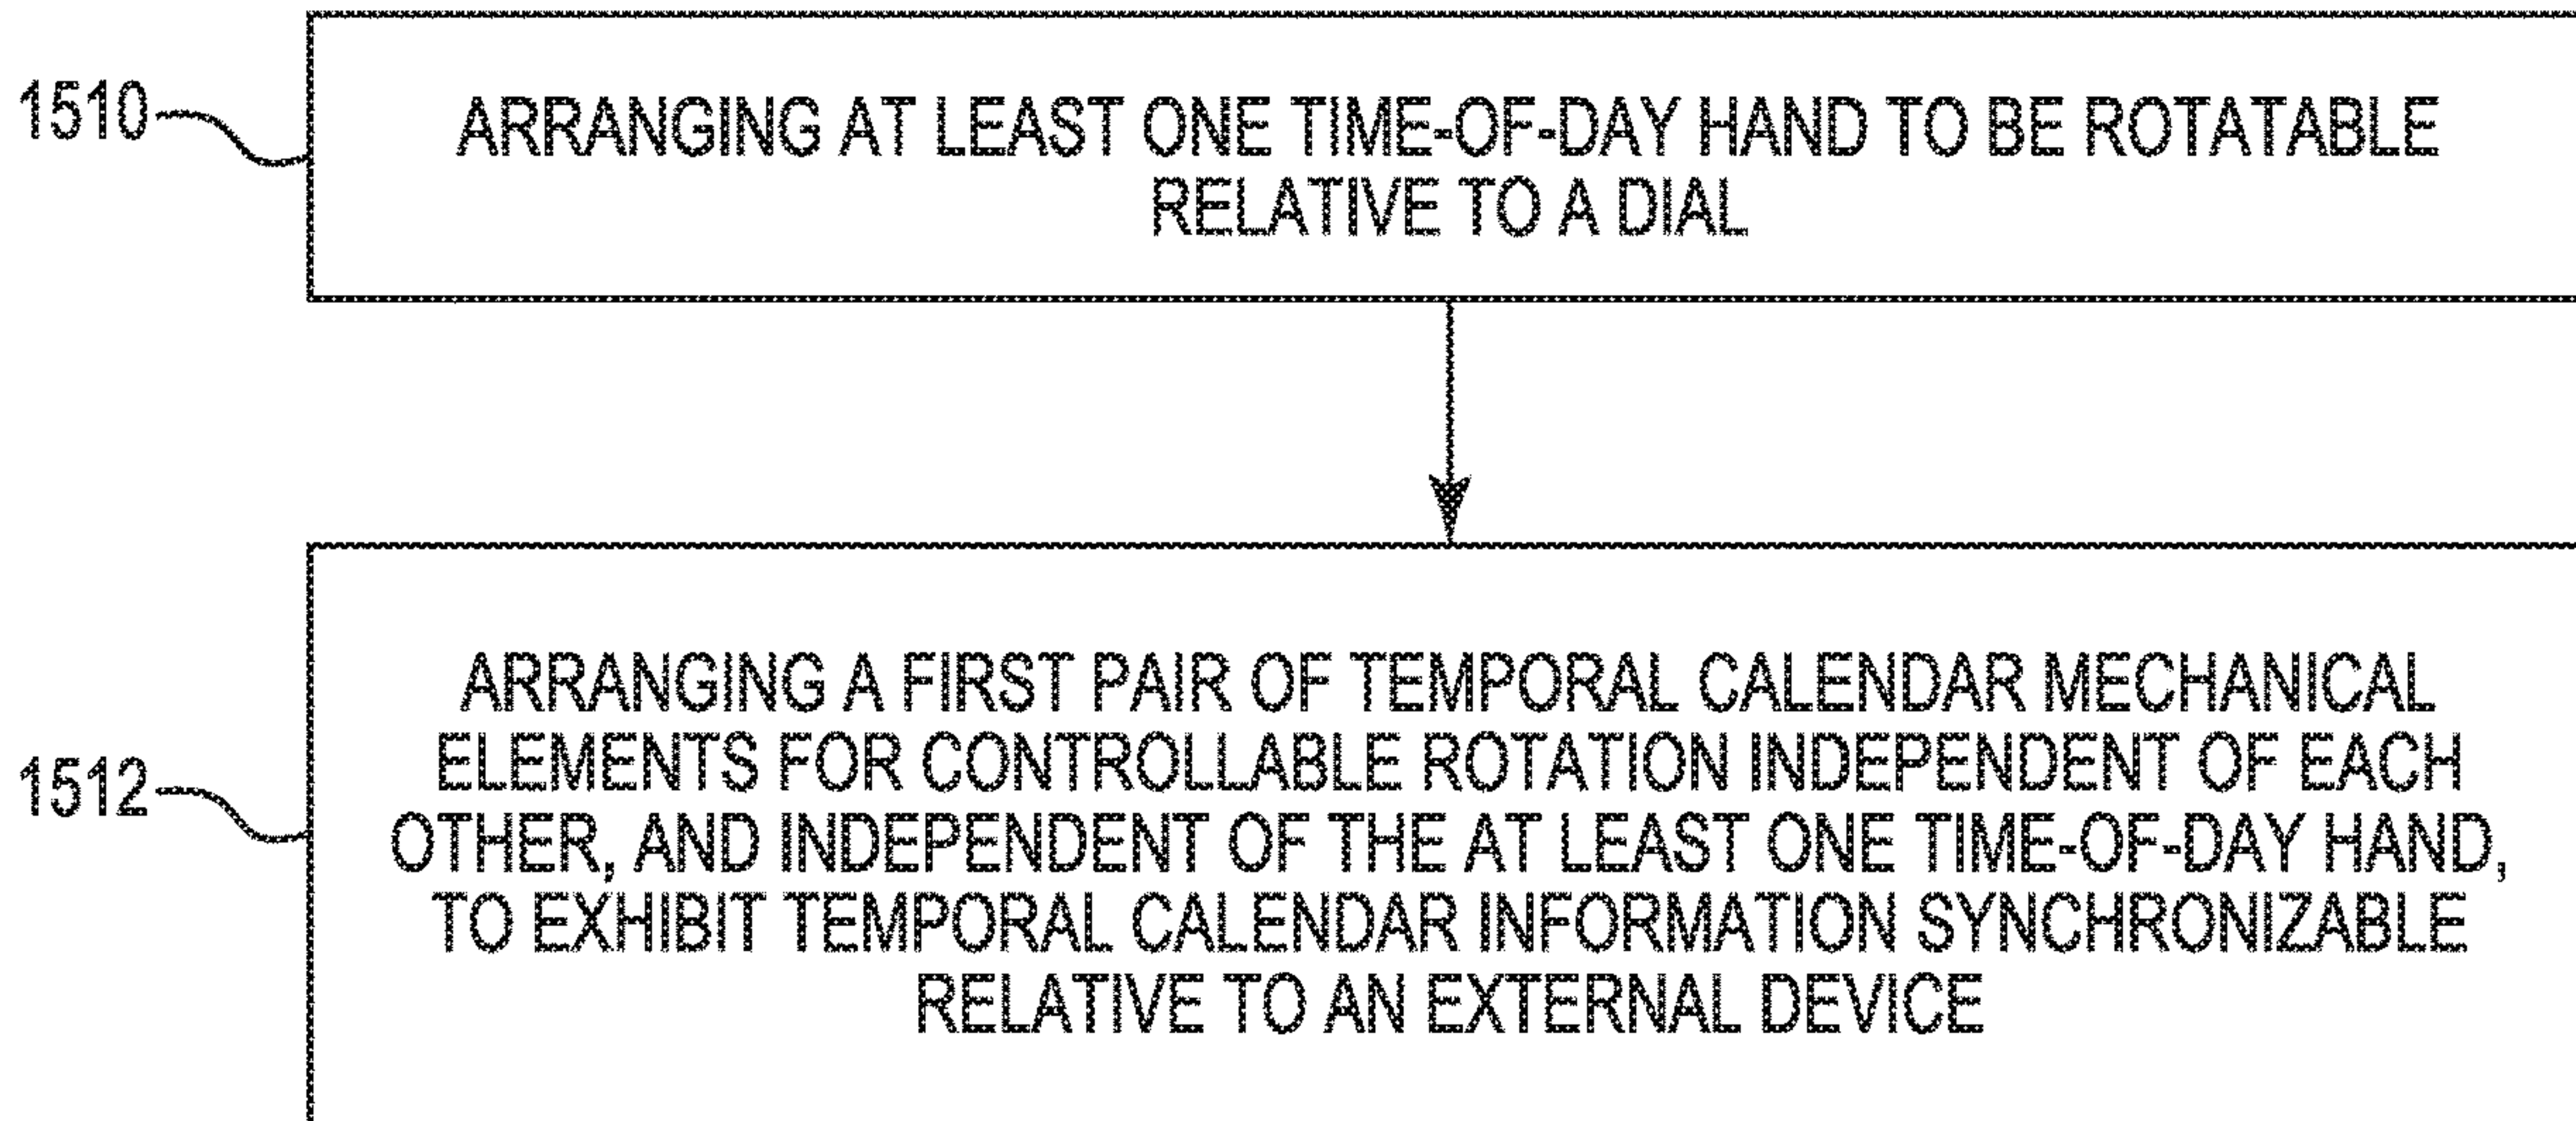 1510
ARRANGING AT LEAST ONE TIME-OF-DAY HAND TO BE ROTATABLE
RELATIVE TO A DIAL
1512
ARRANGING A FIRST PAIR OF TEMPORAL CALENDAR MECHANICAL
ELEMENTS FOR CONTROLLABLE ROTATION INDEPENDENT OF EACH
OTHER, AND INDEPENDENT OF THE AT LEAST ONE TIME-OF-DAY HAND,
TO EXHIBIT TEMPORAL CALENDAR INFORMATION SYNCHRONIZABLE
RELATIVE TO AN EXTERNAL DEVICE